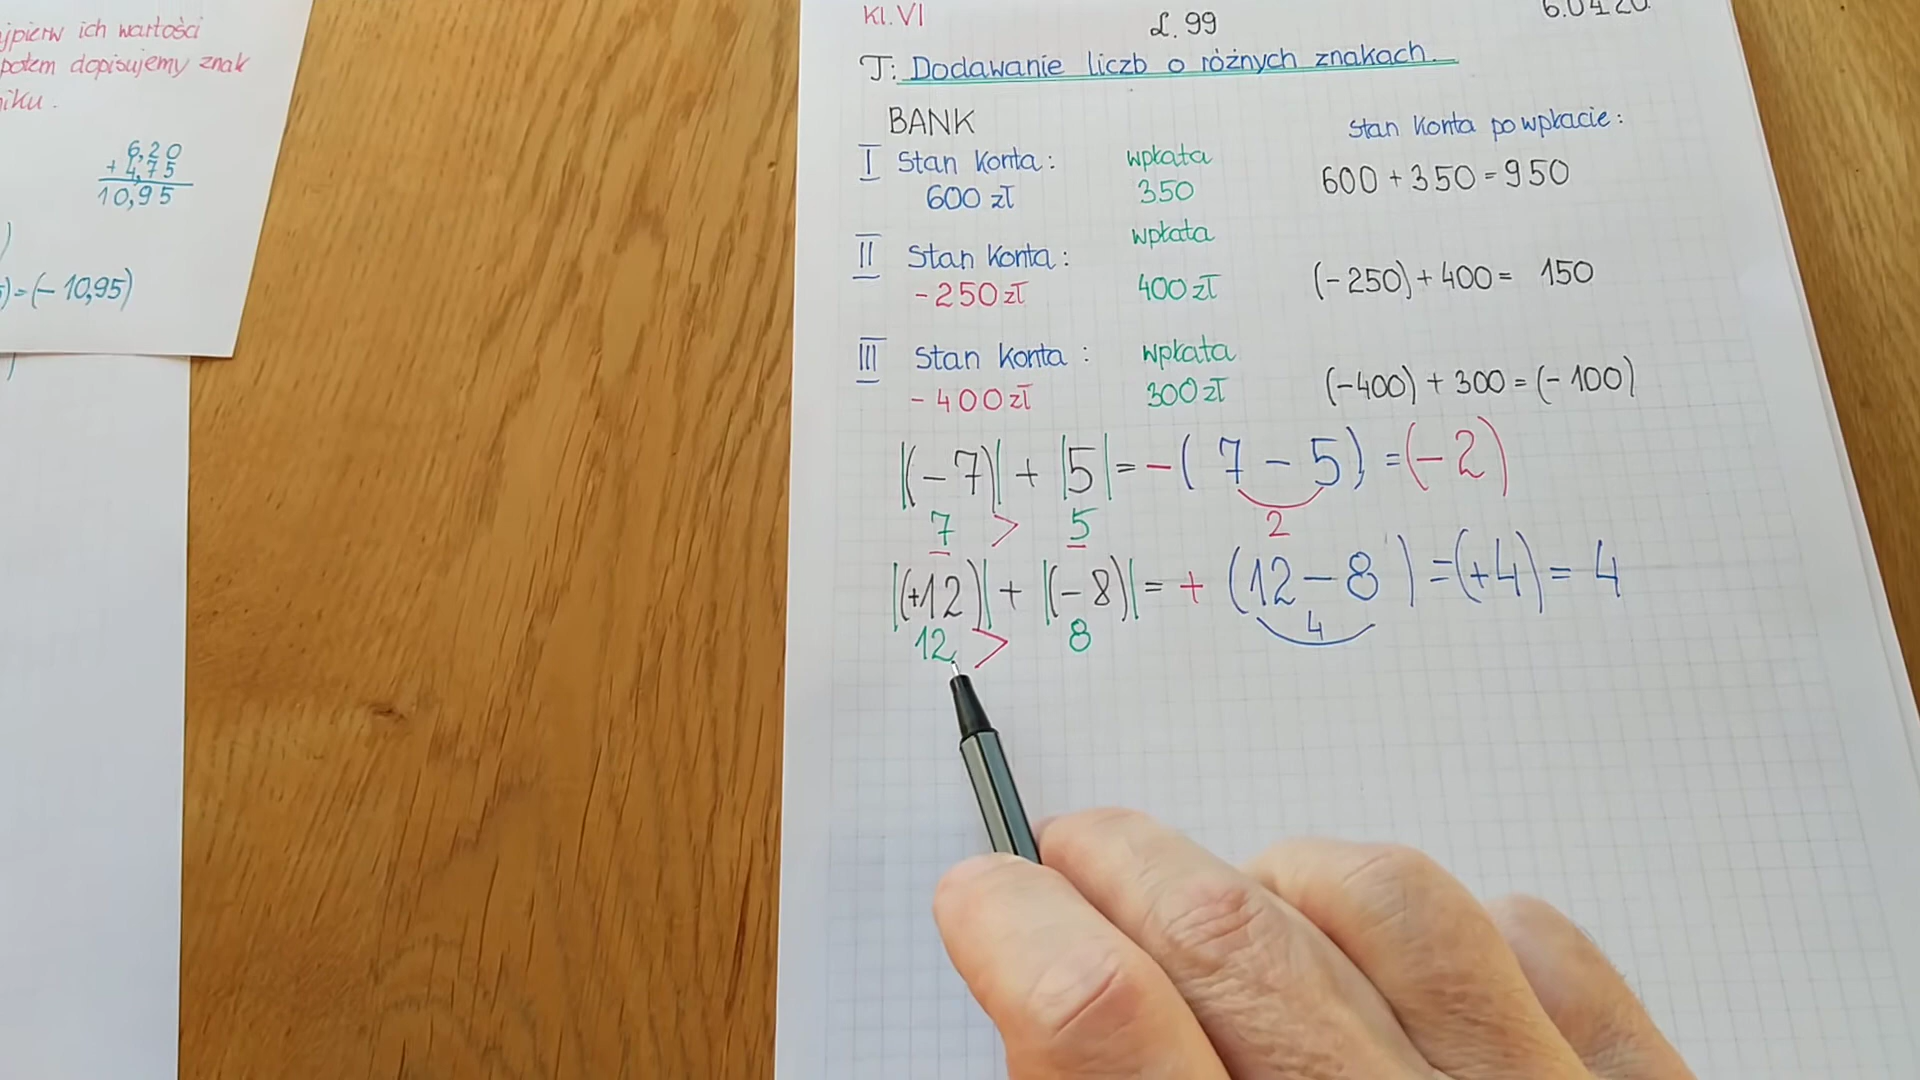 ich wartości
potem dopisujemy znak
6,20
+ 4,75
10,95
)=(-10,95)
Kl. VI
L. 99
6.04.20.
T: Dodawanie liczb o różnych znakach.
BANK
Stan konta po wpłacie:
I Stan konta: wpłata
600 zł 350 600 + 350 = 950
wpłata
II Stan konta:
-250 zł 400 zł (-250) + 400 = 150
III Stan konta: wpłata
-400 zł 300 zł (-400) + 300 = (-100)
|(-7)| + |5| = -(7 - 5) = (-2)
7 > 5 2
|(+12)| + |(-8)| = + (12 - 8) = (+4) = 4
12 > 8 4